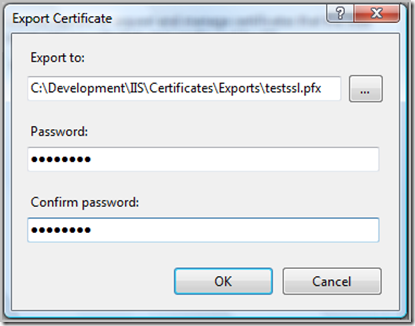 Export Certificate
Export to:
C:\Development\IIS\Certificates\Exports\testssl.pfx
...
Password:
●●●●●●●●
Confirm password:
●●●●●●●●
OK
Cancel